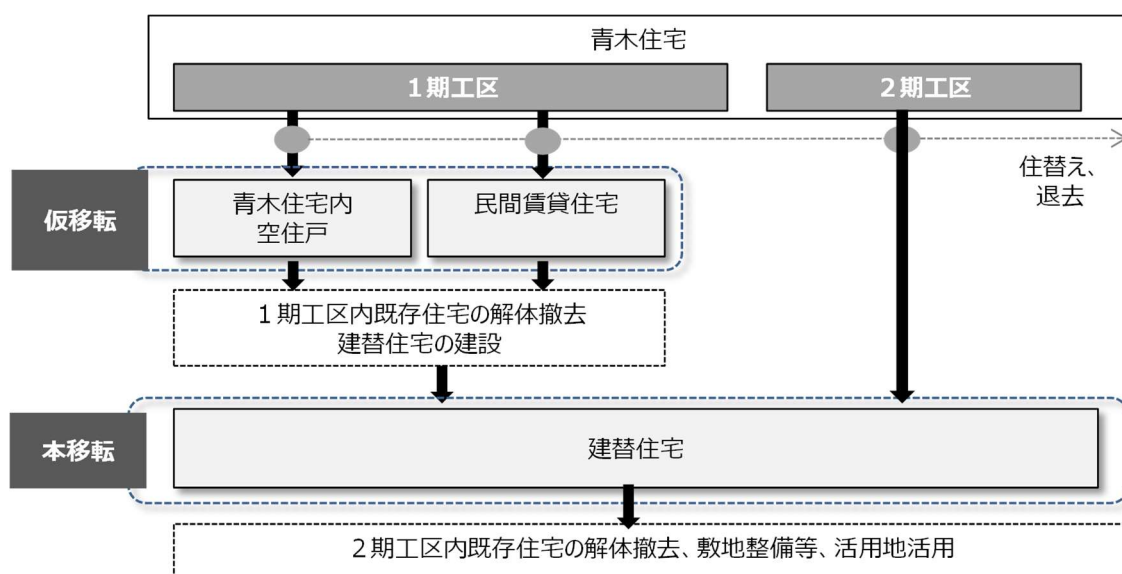 青木住宅
１期工区
２期工区
住替え、
退去
仮移転
青木住宅内
空住戸
民間賃貸住宅
１期工区内既存住宅の解体撤去
建替住宅の建設
本移転
建替住宅
２期工区内既存住宅の解体撤去、敷地整備等、活用地活用